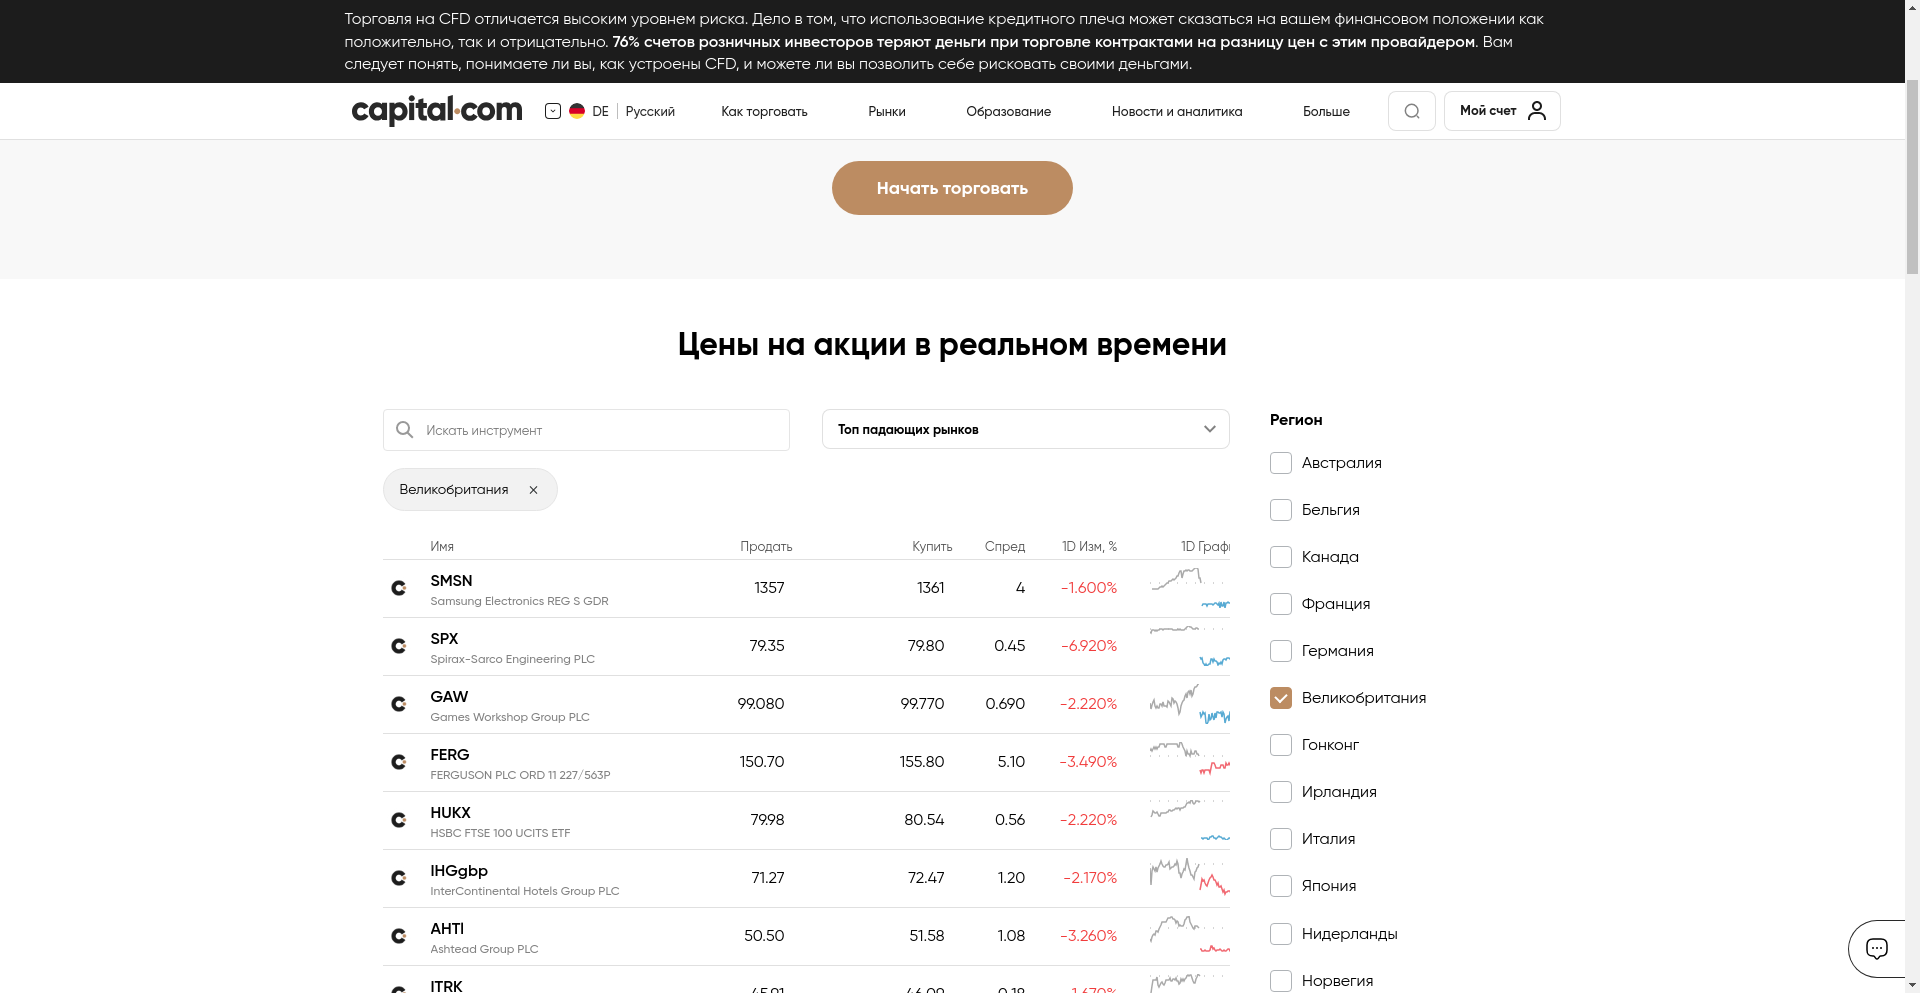 Торговля на CFD отличается высоким уровнем риска. Дело в том, что использование кредитного плеча может сказаться на вашем финансовом положении как
положительно, так и отрицательно. 76% счетов розничных инвесторов теряют деньги при торговле контрактами на разницу цен с этим провайдером. Вам
следует понять, понимаете ли вы, как устроены CFD, и можете ли вы позволить себе рисковать своими деньгами.
capital.com DE Русский Как торговать Рынки Образование Новости и аналитика Больше Мой счет
Начать торговать
Цены на акции в реальном времени
Искать инструмент Топ падающих рынков
Великобритания
Имя Продать Купить Спред 1D Изм, % 1D Граф
SMSN 1357 1361 4 -1.600%
Samsung Electronics REG S GDR
SPX 79.35 79.80 0.45 -6.920%
Spirax-Sarco Engineering PLC
GAW 99.080 99.770 0.690 -2.220%
Games Workshop Group PLC
FERG 150.70 155.80 5.10 -3.490%
FERGUSON PLC ORD 11 227/563P
HUKX 79.98 80.54 0.56 -2.220%
HSBC FTSE 100 UCITS ETF
IHGgbp 71.27 72.47 1.20 -2.170%
InterContinental Hotels Group PLC
AHTl 50.50 51.58 1.08 -3.260%
Ashtead Group PLC
ITRK
Регион
Австралия
Бельгия
Канада
Франция
Германия
Великобритания
Гонконг
Ирландия
Италия
Япония
Нидерланды
Норвегия